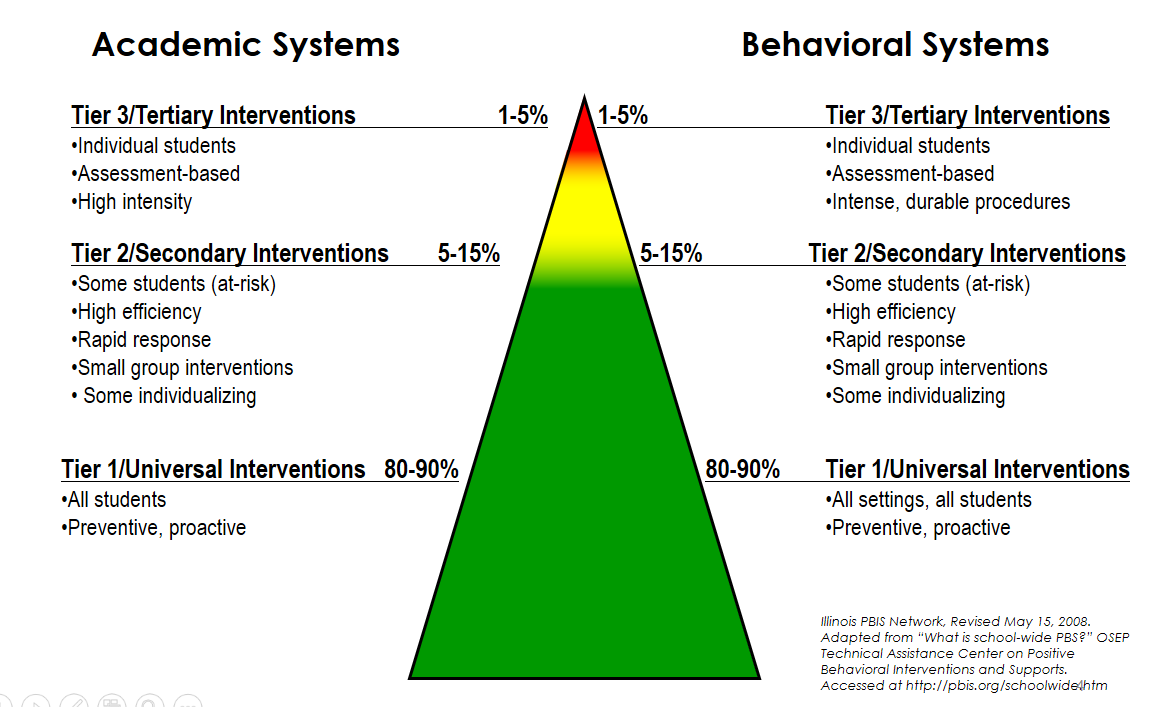 Academic Systems
Behavioral Systems
Tier 3/Tertiary Interventions 1-5%
•Individual students
•Assessment-based
•High intensity
1-5% Tier 3/Tertiary Interventions
•Individual students
•Assessment-based
•Intense, durable procedures
Tier 2/Secondary Interventions 5-15%
•Some students (at-risk)
•High efficiency
•Rapid response
•Small group interventions
• Some individualizing
5-15% Tier 2/Secondary Interventions
•Some students (at-risk)
•High efficiency
•Rapid response
•Small group interventions
•Some individualizing
Tier 1/Universal Interventions 80-90%
•All students
•Preventive, proactive
80-90% Tier 1/Universal Interventions
•All settings, all students
•Preventive, proactive
Illinois PBIS Network, Revised May 15, 2008.
Adapted from “What is school-wide PBS?” OSEP
Technical Assistance Center on Positive
Behavioral Interventions and Supports.
Accessed at http://pbis.org/schoolwide.htm
4